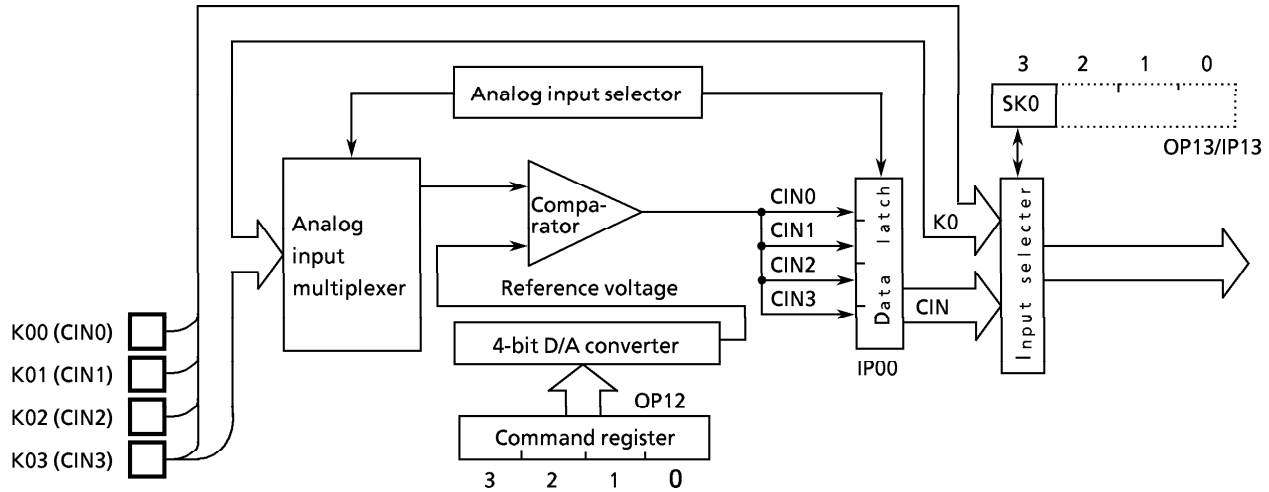 3 2 1 0
SK0
OP13/IP13
Analog input selector
Analog
input
multiplexer
Compa-
rator
CIN0
CIN1
CIN2
CIN3
Data latch
IP00
K0
CIN
Input selecter
Reference voltage
4-bit D/A converter
OP12
Command register
3 2 1 0
K00 (CIN0)
K01 (CIN1)
K02 (CIN2)
K03 (CIN3)